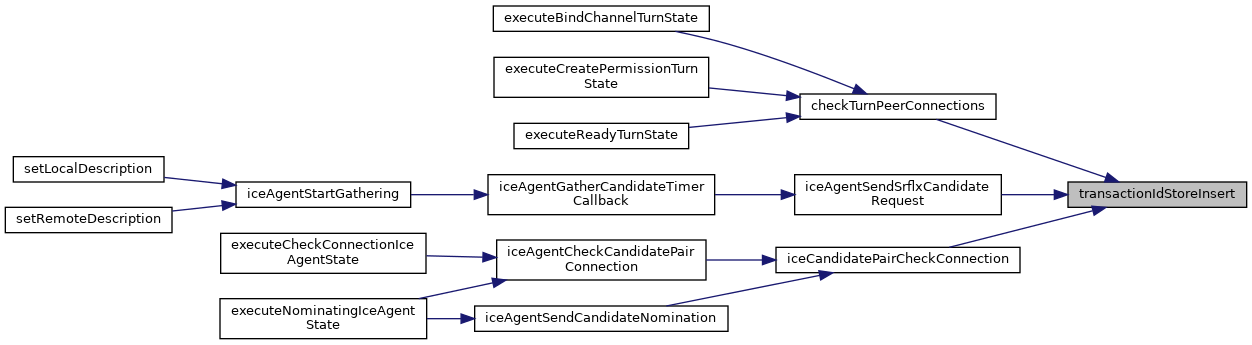 executeBindChannelTurnState
executeCreatePermissionTurn
State
checkTurnPeerConnections
executeReadyTurnState
setLocalDescription
iceAgentStartGathering
iceAgentGatherCandidateTimer
Callback
iceAgentSendSrflxCandidate
Request
transactionIdStoreInsert
setRemoteDescription
executeCheckConnectionIce
AgentState
iceAgentCheckCandidatePair
Connection
iceCandidatePairCheckConnection
executeNominatingIceAgent
State
iceAgentSendCandidateNomination